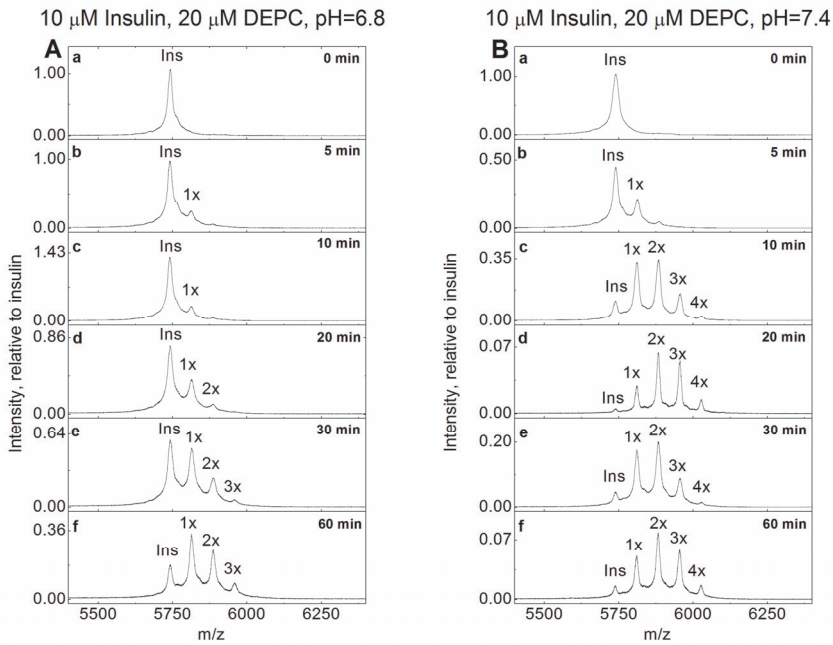 10 μM Insulin, 20 μM DEPC, pH=6.8
10 μM Insulin, 20 μM DEPC, pH=7.4
A
a
0 min
Ins
1.00
0.00
b
5 min
Ins
1x
1.00
0.00
c
10 min
Ins
1x
1.43
0.00
d
20 min
Ins
1x
2x
0.86
0.00
e
30 min
Ins
1x
2x
3x
0.64
0.00
f
60 min
Ins
1x
2x
3x
0.36
0.00
5500
5750
6000
6250
m/z
Intensity, relative to insulin
B
a
0 min
Ins
1.00
0.00
b
5 min
Ins
1x
0.50
0.00
c
10 min
Ins
1x
2x
3x
4x
0.35
0.00
d
20 min
Ins
1x
2x
3x
4x
0.07
0.00
e
30 min
Ins
1x
2x
3x
4x
0.20
0.00
f
60 min
Ins
1x
2x
3x
4x
0.07
0.00
5500
5750
6000
6250
m/z
Intensity, relative to insulin